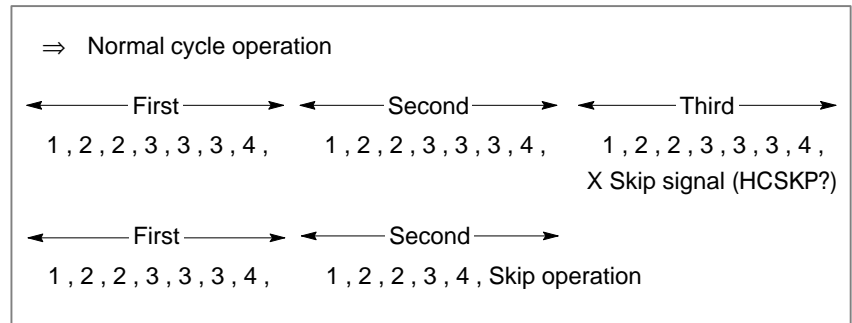 ⇒ Normal cycle operation
First Second Third
1 , 2 , 2 , 3 , 3 , 3 , 4 , 1 , 2 , 2 , 3 , 3 , 3 , 4 , 1 , 2 , 2 , 3 , 3 , 3 , 4 ,
X Skip signal (HCSKP?)
First Second
1 , 2 , 2 , 3 , 3 , 3 , 4 , 1 , 2 , 2 , 3 , 4 , Skip operation